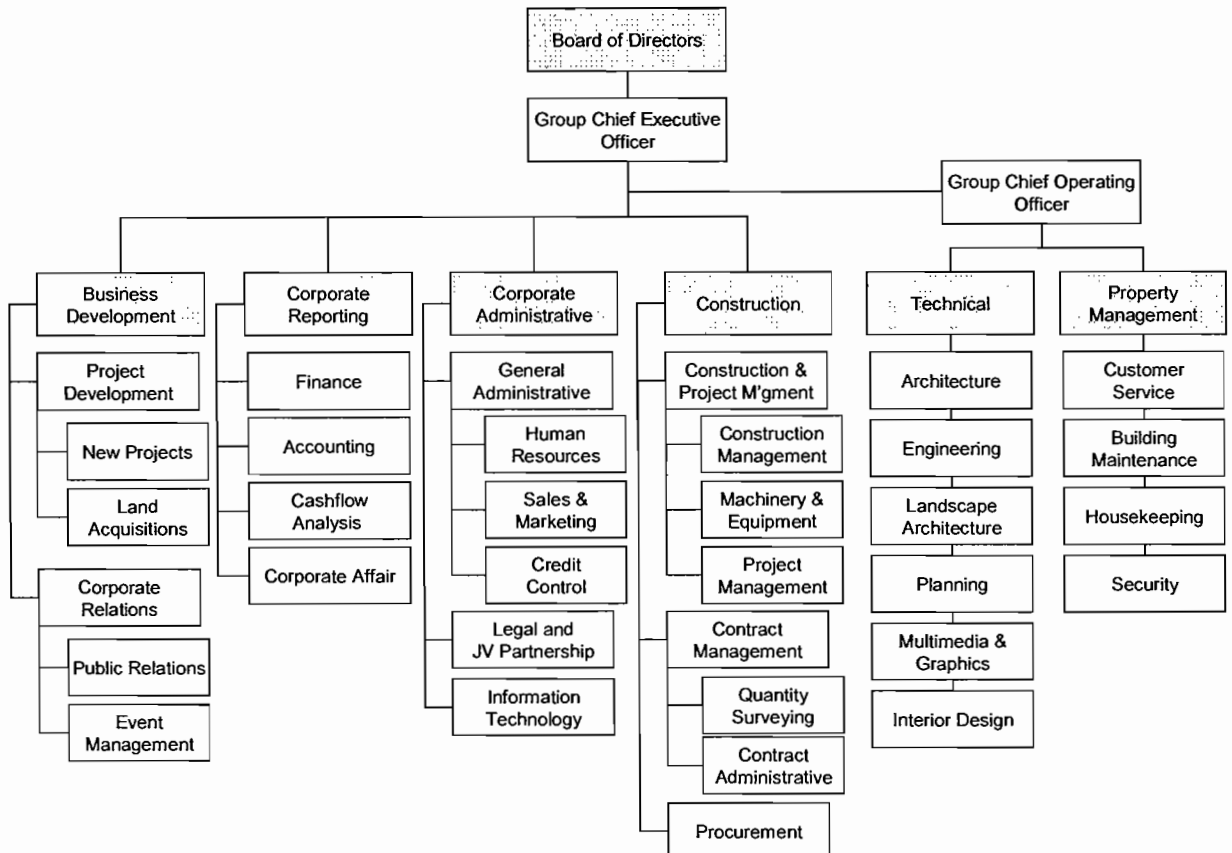 Board of Directors
Group Chief Executive
Officer
Group Chief Operating
Officer
Business
Development
Project
Development
New Projects
Land
Acquisitions
Corporate
Relations
Public Relations
Event
Management
Corporate
Reporting
Finance
Accounting
Cashflow
Analysis
Corporate Affair
Corporate
Administrative
General
Administrative
Human
Resources
Sales &
Marketing
Credit
Control
Legal and
JV Partnership
Information
Technology
Construction
Construction &
Project M'gment
Construction
Management
Machinery &
Equipment
Project
Management
Contract
Management
Quantity
Surveying
Contract
Administrative
Procurement
Technical
Architecture
Engineering
Landscape
Architecture
Planning
Multimedia &
Graphics
Interior Design
Property
Management
Customer
Service
Building
Maintenance
Housekeeping
Security